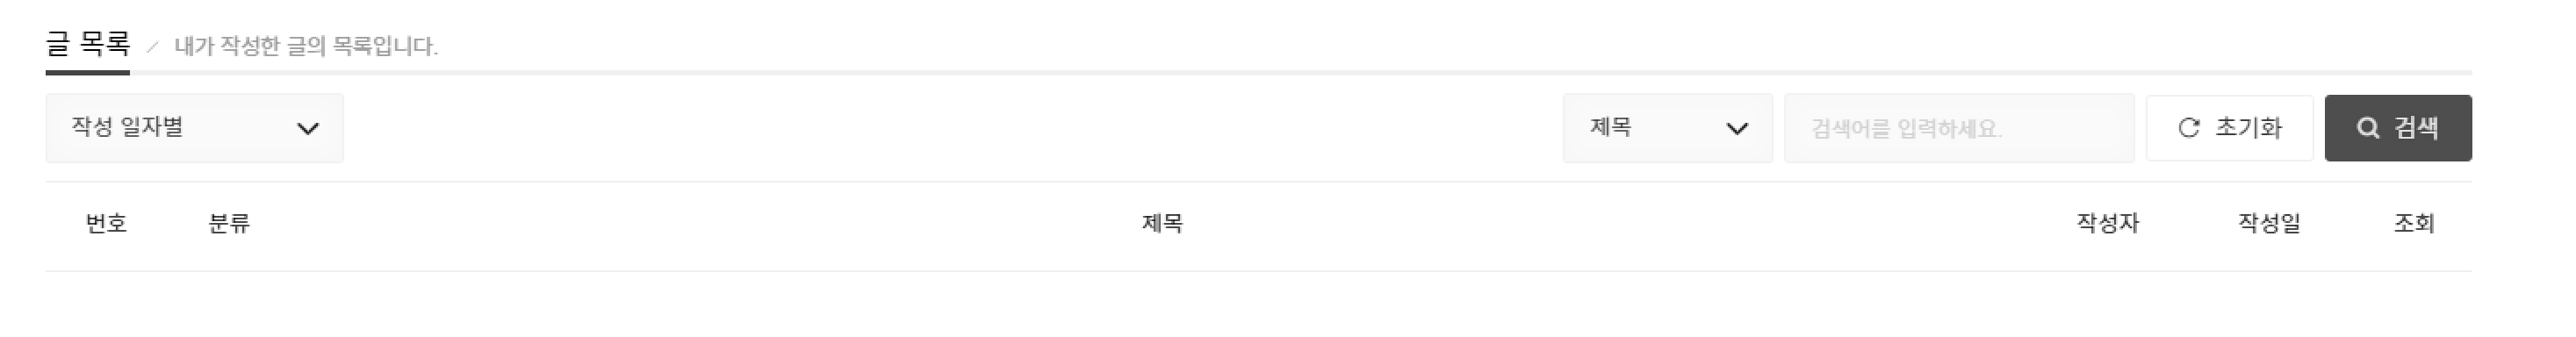 글 목록 / 내가 작성한 글의 목록입니다.
작성 일자별 제목 검색어를 입력하세요. 초기화 검색
번호 분류 제목 작성자 작성일 조회